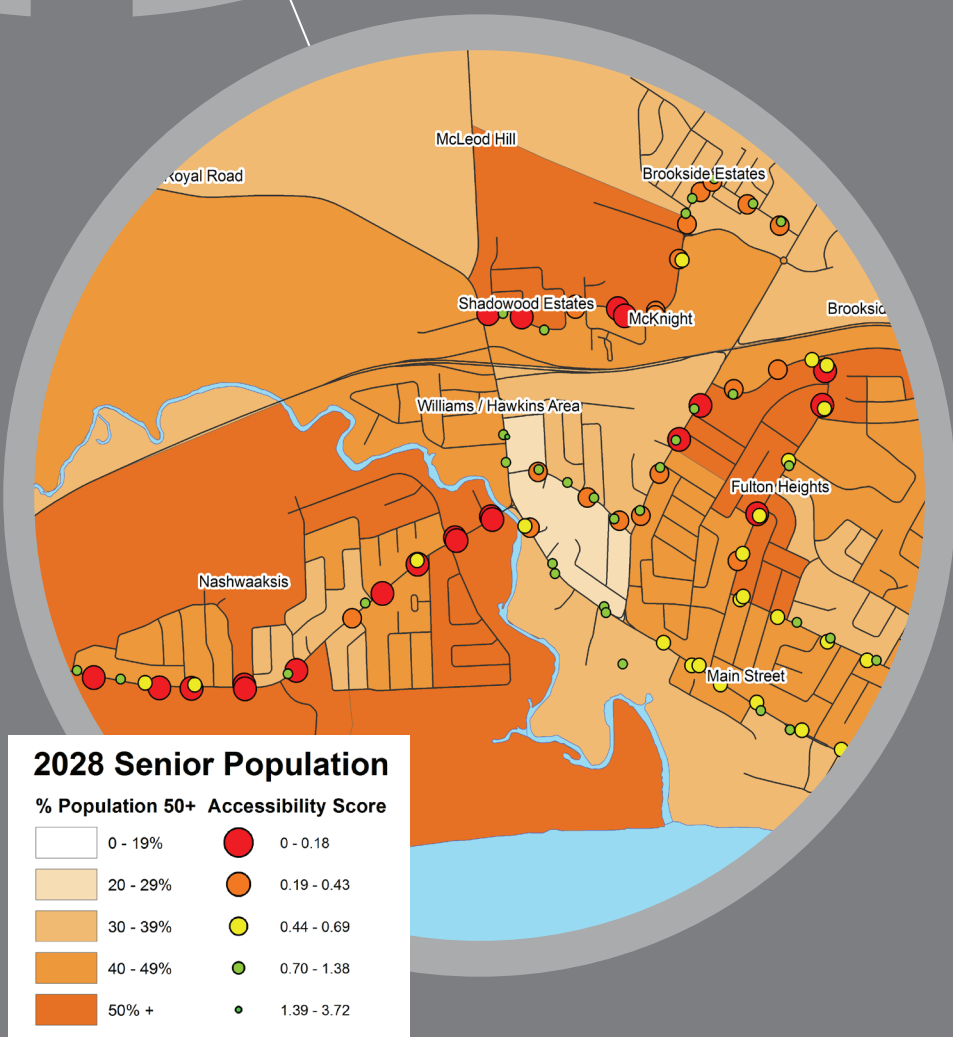 McLeod Hill
Royal Road
Brookside Estates
Shadowood Estates
McKnight
Brooksid
Williams / Hawkins Area
Fulton Heights
Nashwaaksis
Main Street
2028 Senior Population
% Population 50+ Accessibility Score
0 - 19% 0 - 0.18
20 - 29% 0.19 - 0.43
30 - 39% 0.44 - 0.69
40 - 49% 0.70 - 1.38
50% + 1.39 - 3.72